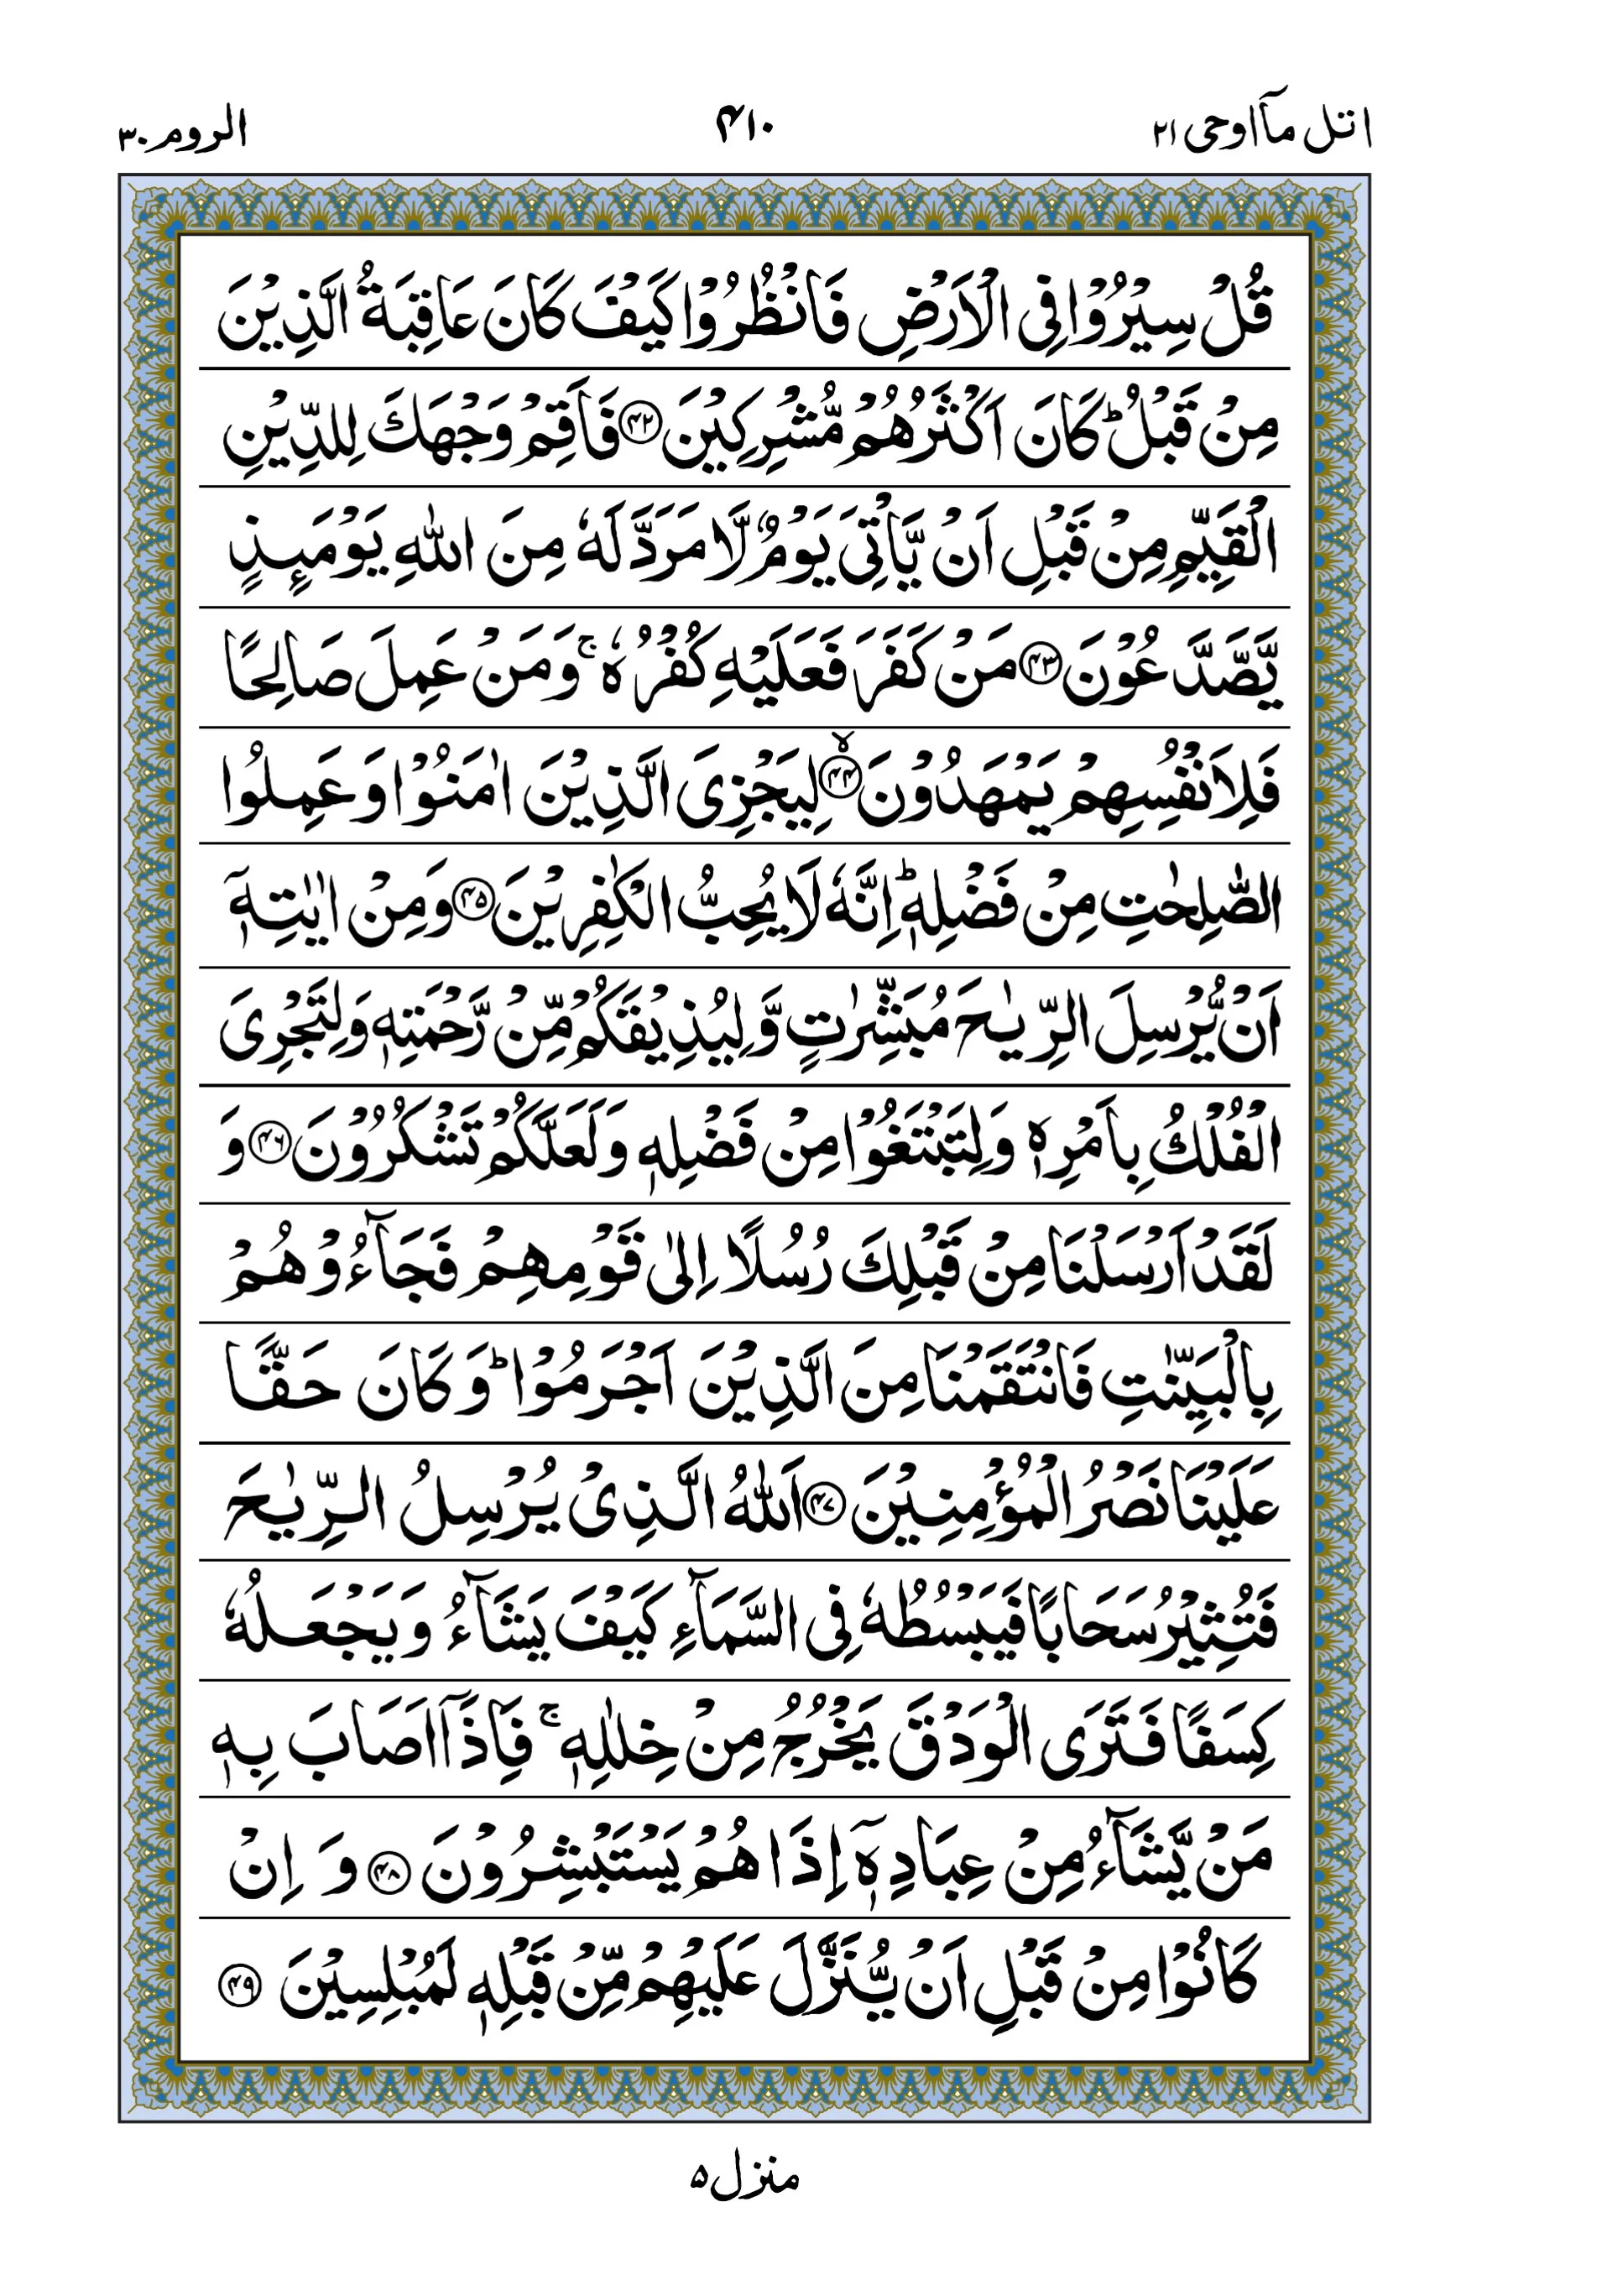 اتل مآاوحی ۲۱
۴۱۰
الروم ۳۰
قُلْ سِيْرُوْا فِى الْاَرْضِ فَانْظُرُوْا كَيْفَ كَانَ عَاقِبَةُ الَّذِيْنَ
مِنْ قَبْلُ ؕ كَانَ اَكْثَرُهُمْ مُّشْرِكِيْنَ ۴۲ فَاَقِمْ وَجْهَكَ لِلدِّيْنِ
الْقَيِّمِ مِنْ قَبْلِ اَنْ يَّاْتِىَ يَوْمٌ لَّا مَرَدَّ لَهٗ مِنَ اللّٰهِ يَوْمَىِٕذٍ
يَّصَّدَّعُوْنَ ۴۳ مَنْ كَفَرَ فَعَلَيْهِ كُفْرُهٗ ۚ وَمَنْ عَمِلَ صَالِحًا
فَلِاَنْفُسِهِمْ يَمْهَدُوْنَ ۴۴ۙ لِيَجْزِىَ الَّذِيْنَ اٰمَنُوْا وَعَمِلُوا
الصّٰلِحٰتِ مِنْ فَضْلِهٖ ؕ اِنَّهٗ لَا يُحِبُّ الْكٰفِرِيْنَ ۴۵ وَمِنْ اٰيٰتِهٖۤ
اَنْ يُّرْسِلَ الرِّيٰحَ مُبَشِّرٰتٍ وَّلِيُذِيْقَكُمْ مِّنْ رَّحْمَتِهٖ وَلِتَجْرِىَ
الْفُلْكُ بِاَمْرِهٖ وَلِتَبْتَغُوْا مِنْ فَضْلِهٖ وَلَعَلَّكُمْ تَشْكُرُوْنَ ۴۶ وَ
لَقَدْ اَرْسَلْنَا مِنْ قَبْلِكَ رُسُلًا اِلٰى قَوْمِهِمْ فَجَآءُوْهُمْ
بِالْبَيِّنٰتِ فَانْتَقَمْنَا مِنَ الَّذِيْنَ اَجْرَمُوْا ؕ وَكَانَ حَقًّا
عَلَيْنَا نَصْرُ الْمُؤْمِنِيْنَ ۴۷ اَللّٰهُ الَّذِىْ يُرْسِلُ الرِّيٰحَ
فَتُثِيْرُ سَحَابًا فَيَبْسُطُهٗ فِى السَّمَآءِ كَيْفَ يَشَآءُ وَيَجْعَلُهٗ
كِسَفًا فَتَرَى الْوَدْقَ يَخْرُجُ مِنْ خِلٰلِهٖ ۚ فَاِذَاۤ اَصَابَ بِهٖ
مَنْ يَّشَآءُ مِنْ عِبَادِهٖۤ اِذَا هُمْ يَسْتَبْشِرُوْنَ ۴۸ وَ اِنْ
كَانُوْا مِنْ قَبْلِ اَنْ يُّنَزَّلَ عَلَيْهِمْ مِّنْ قَبْلِهٖ لَمُبْلِسِيْنَ ۴۹
منزل ۵